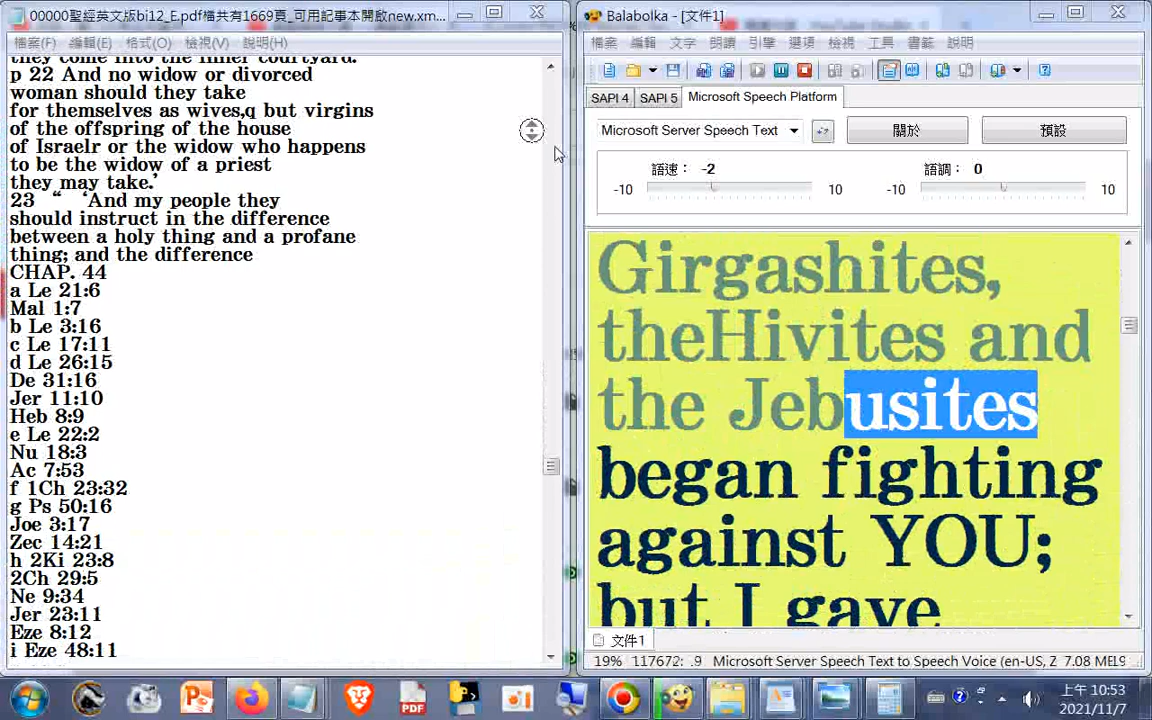 00000聖經英文版bi12_E.pdf檔共有1669頁_可用記事本開啟new.xm...
檔案(F) 編輯(E) 格式(O) 檢視(V) 說明(H)
they come into the inner courtyard.
p 22 And no widow or divorced
woman should they take
for themselves as wives,q but virgins
of the offspring of the house
of Israelr or the widow who happens
to be the widow of a priest
they may take.’
23 “ ‘And my people they
should instruct in the difference
between a holy thing and a profane
thing; and the difference
CHAP. 44
a Le 21:6
Mal 1:7
b Le 3:16
c Le 17:11
d Le 26:15
De 31:16
Jer 11:10
Heb 8:9
e Le 22:2
Nu 18:3
Ac 7:53
f 1Ch 23:32
g Ps 50:16
Joe 3:17
Zec 14:21
h 2Ki 23:8
2Ch 29:5
Ne 9:34
Jer 23:11
Eze 8:12
i Eze 48:11
Balabolka - [文件1]
檔案 編輯 文字 朗讀 引擎 選項 檢視 工具 書籤 說明
SAPI 4 SAPI 5 Microsoft Speech Platform
Microsoft Server Speech Text 關於 預設
語速： -2 語調： 0
-10 10 -10 10
Girgashites,
theHivites and
the Jebusites
began fighting
against YOU;
but I gave
文件1
19% 117672: .9 Microsoft Server Speech Text to Speech Voice (en-US, Z 7.08 MEL9
PDF
上午 10:53
2021/11/7